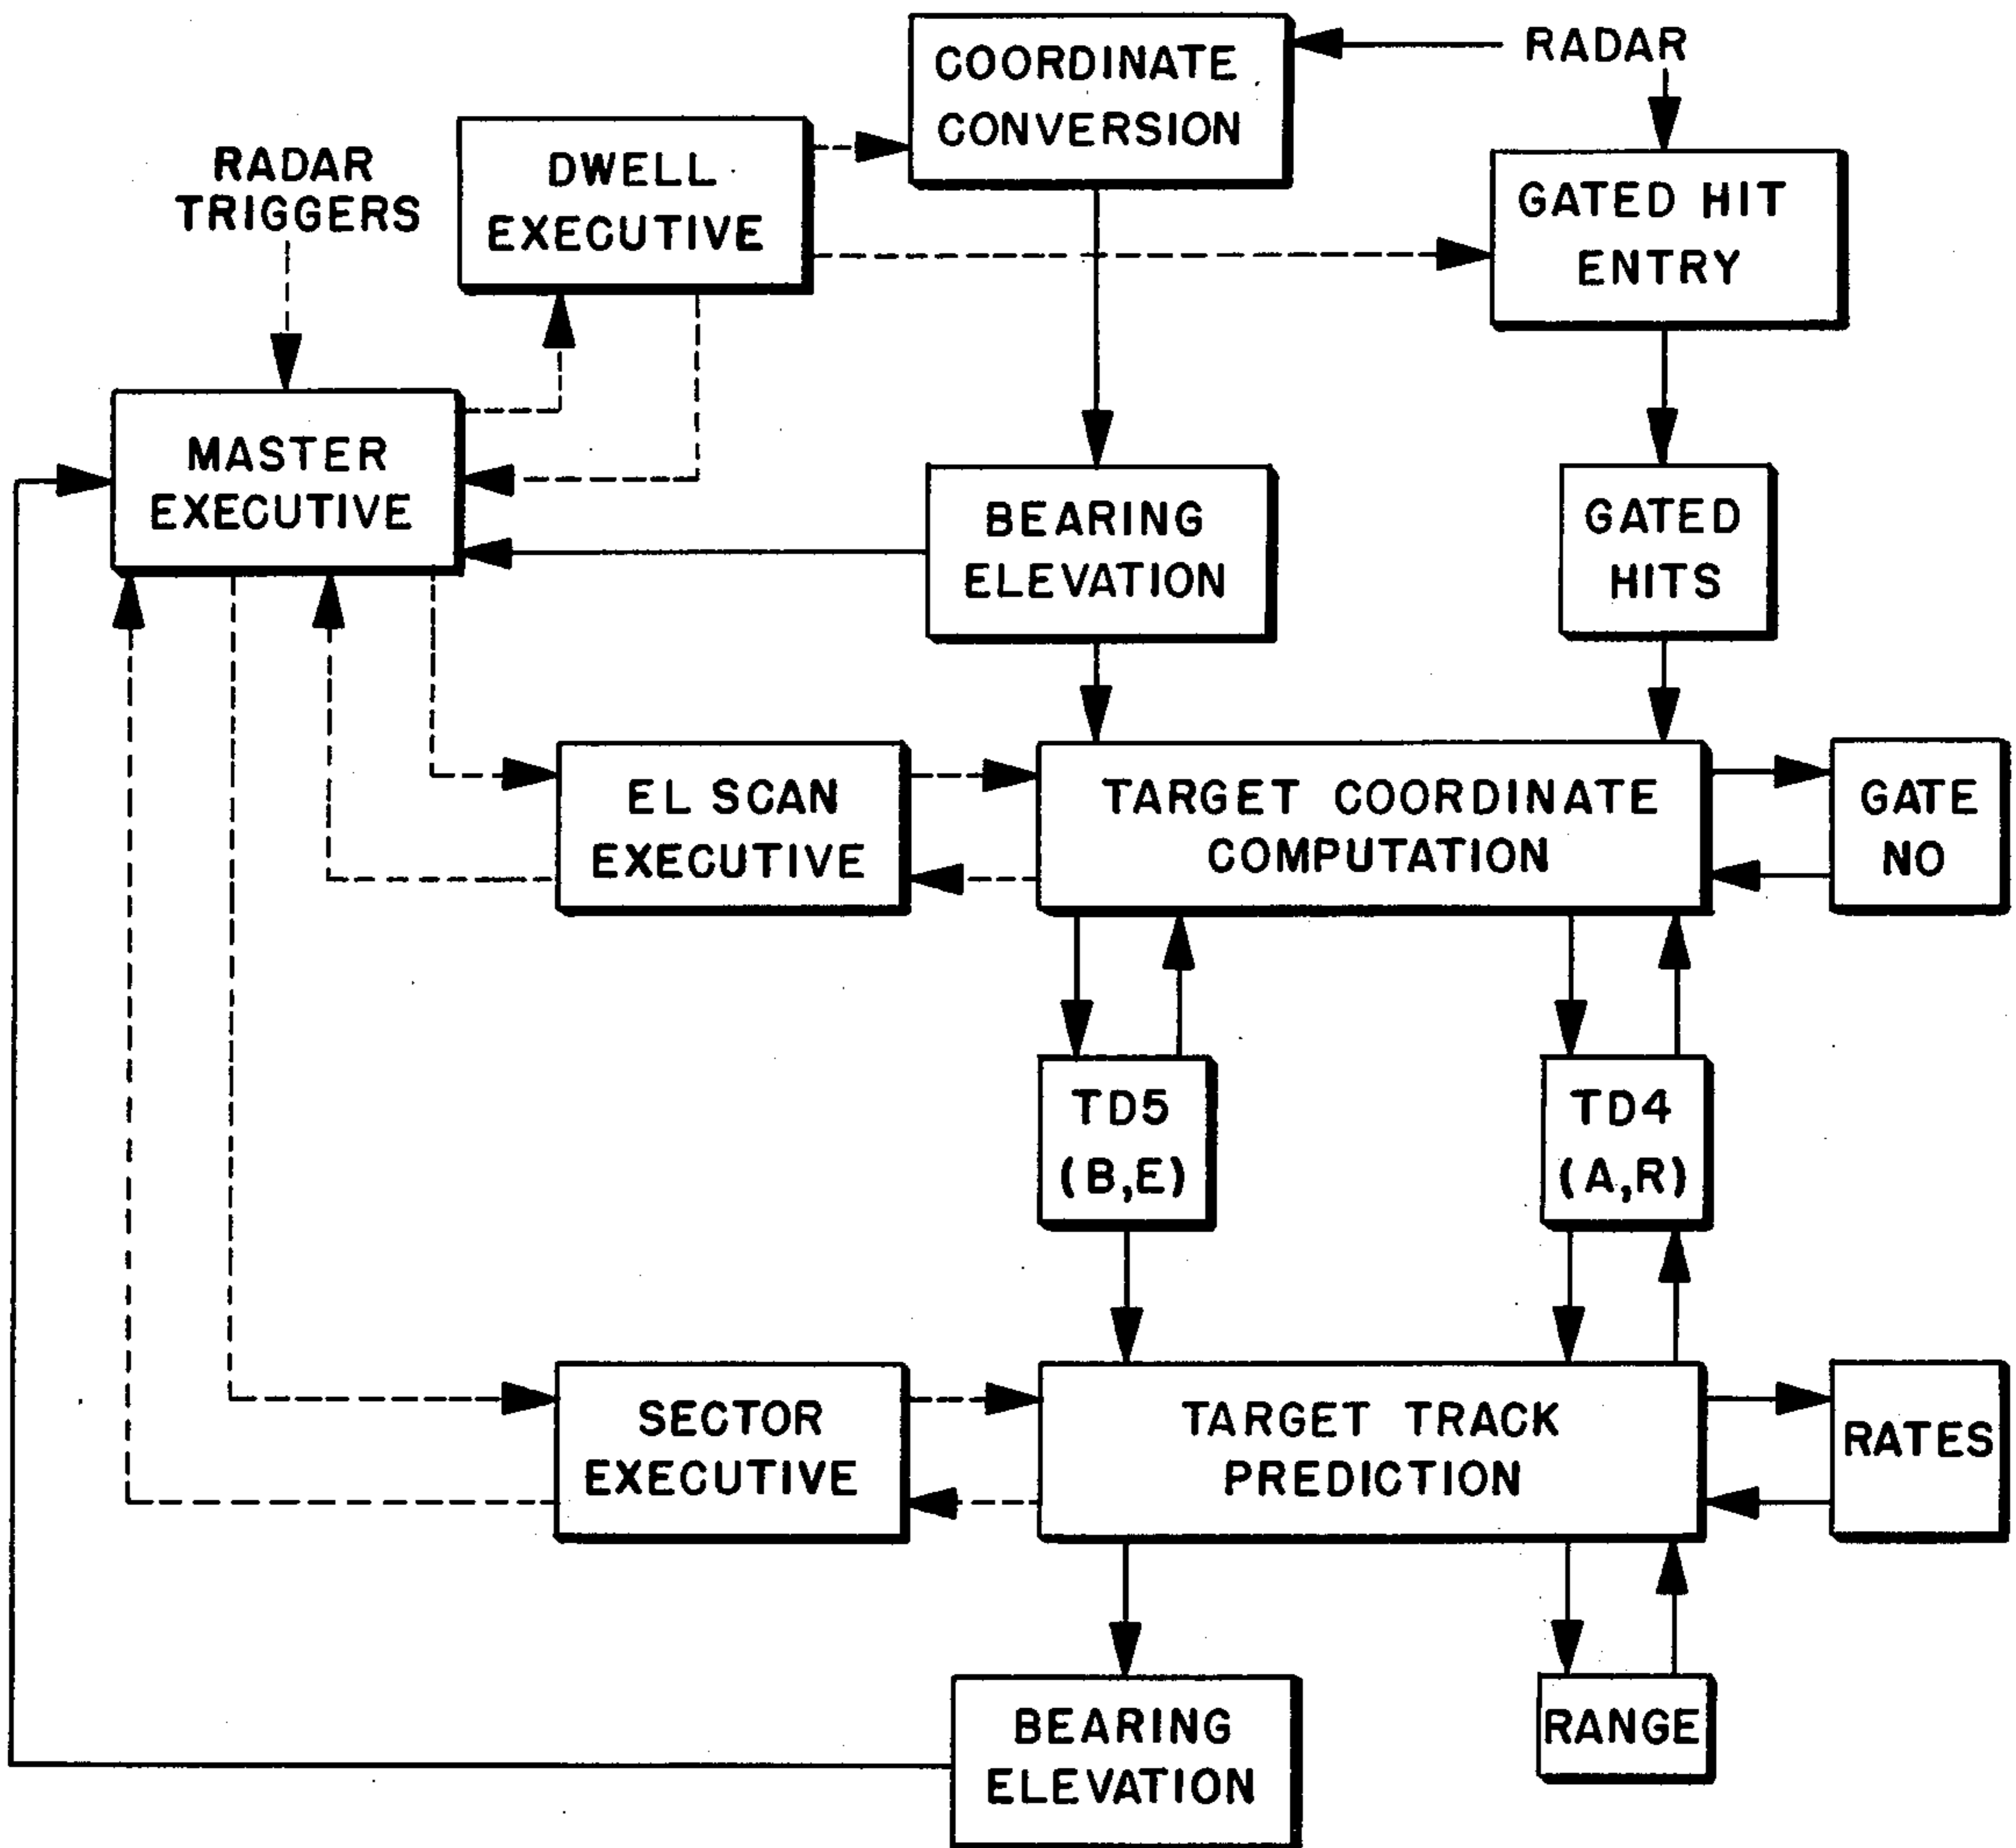 COORDINATE
CONVERSION
RADAR
RADAR
TRIGGERS
DWELL
EXECUTIVE
GATED HIT
ENTRY
MASTER
EXECUTIVE
BEARING
ELEVATION
GATED
HITS
EL SCAN
EXECUTIVE
TARGET COORDINATE
COMPUTATION
GATE
NO
TD5
(B,E)
TD4
(A,R)
SECTOR
EXECUTIVE
TARGET TRACK
PREDICTION
RATES
BEARING
ELEVATION
RANGE